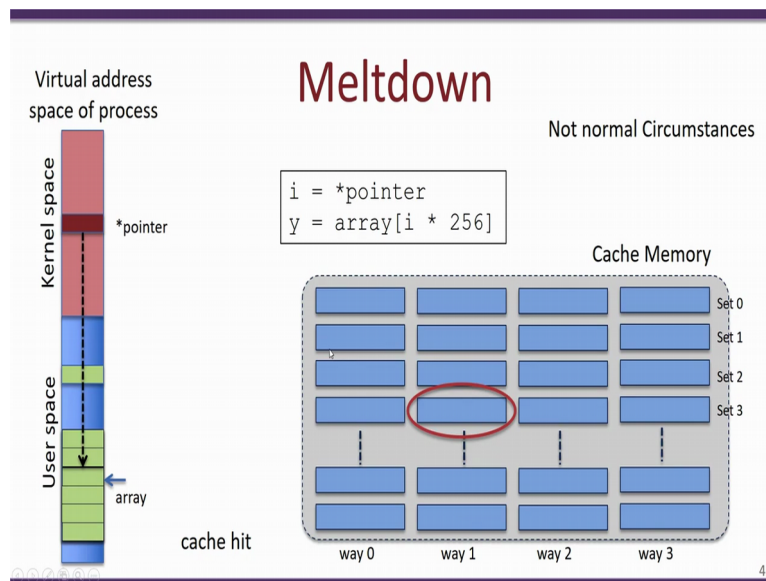 Virtual address
space of process
Meltdown
Not normal Circumstances
Kernel space
*pointer
i = *pointer
y = array[i * 256]
Cache Memory
Set 0
Set 1
Set 2
Set 3
User space
array
cache hit
way 0
way 1
way 2
way 3
4